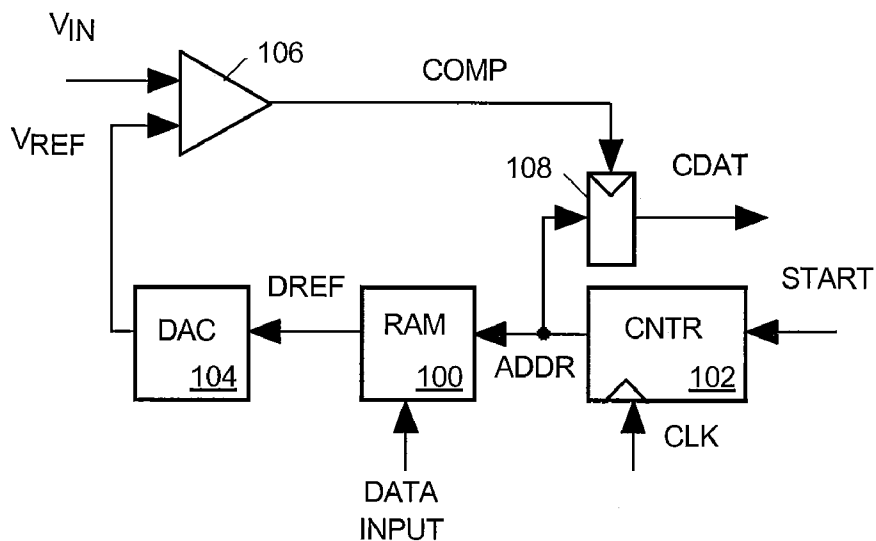 VIN
106
COMP
VREF
108
CDAT
START
DREF
DAC
104
RAM
100
ADDR
CNTR
102
CLK
DATA
INPUT